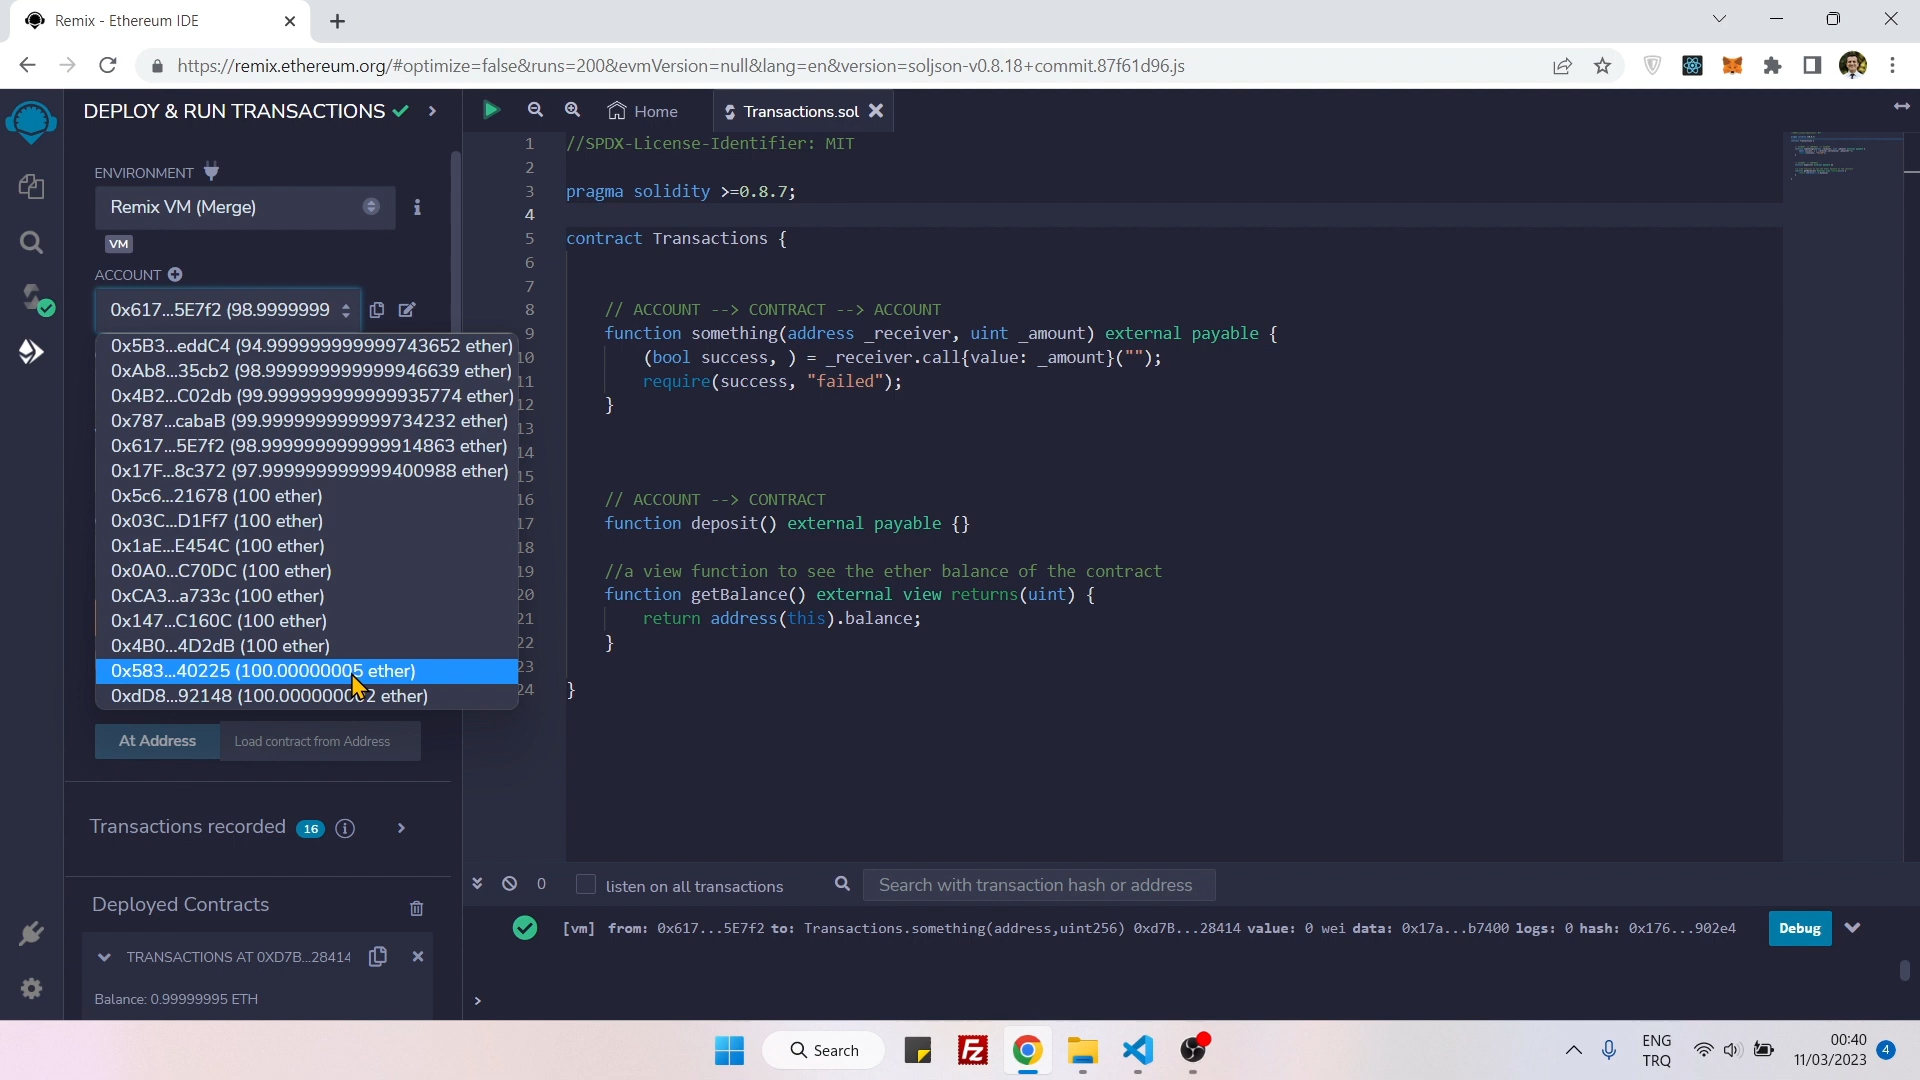 Remix - Ethereum IDE
https://remix.ethereum.org/#optimize=false&runs=200&evmVersion=null&lang=en&version=soljson-v0.8.18+commit.87f61d96.js
DEPLOY & RUN TRANSACTIONS
ENVIRONMENT
Remix VM (Merge)
VM
ACCOUNT
0x617...5E7f2 (98.9999999
0x5B3...eddC4 (94.999999999999743652 ether)
0xAb8...35cb2 (98.999999999999946639 ether)
0x4B2...C02db (99.999999999999935774 ether)
0x787...cabaB (99.999999999999734232 ether)
0x617...5E7f2 (98.999999999999914863 ether)
0x17F...8c372 (97.999999999999400988 ether)
0x5c6...21678 (100 ether)
0x03C...D1Ff7 (100 ether)
0x1aE...E454C (100 ether)
0x0A0...C70DC (100 ether)
0xCA3...a733c (100 ether)
0x147...C160C (100 ether)
0x4B0...4D2dB (100 ether)
0x583...40225 (100.00000005 ether)
0xdD8...92148 ether)
At Address Load contract from Address
Transactions recorded 16
Deployed Contracts
TRANSACTIONS AT 0XD7B...28414
Balance: 0.99999995 ETH
Home Transactions.sol
1 //SPDX-License-Identifier: MIT
2
3 pragma solidity >=0.8.7;
4
5 contract Transactions {
6
7
8 // ACCOUNT --> CONTRACT --> ACCOUNT
9 function something(address _receiver, uint _amount) external payable {
10 (bool success, ) = _receiver.call{value: _amount}("");
11 require(success, "failed");
12 }
13
14
15
16 // ACCOUNT --> CONTRACT
17 function deposit() external payable {}
18
19 //a view function to see the ether balance of the contract
20 function getBalance() external view returns(uint) {
21 return address(this).balance;
22 }
23
24 }
0 listen on all transactions Search with transaction hash or address
[vm] from: 0x617...5E7f2 to: Transactions.something(address,uint256) 0xd7B...28414 value: 0 wei data: 0x17a...b7400 logs: 0 hash: 0x176...902e4 Debug
>
Search
Fz
ENG
TRQ
00:40
11/03/2023
4